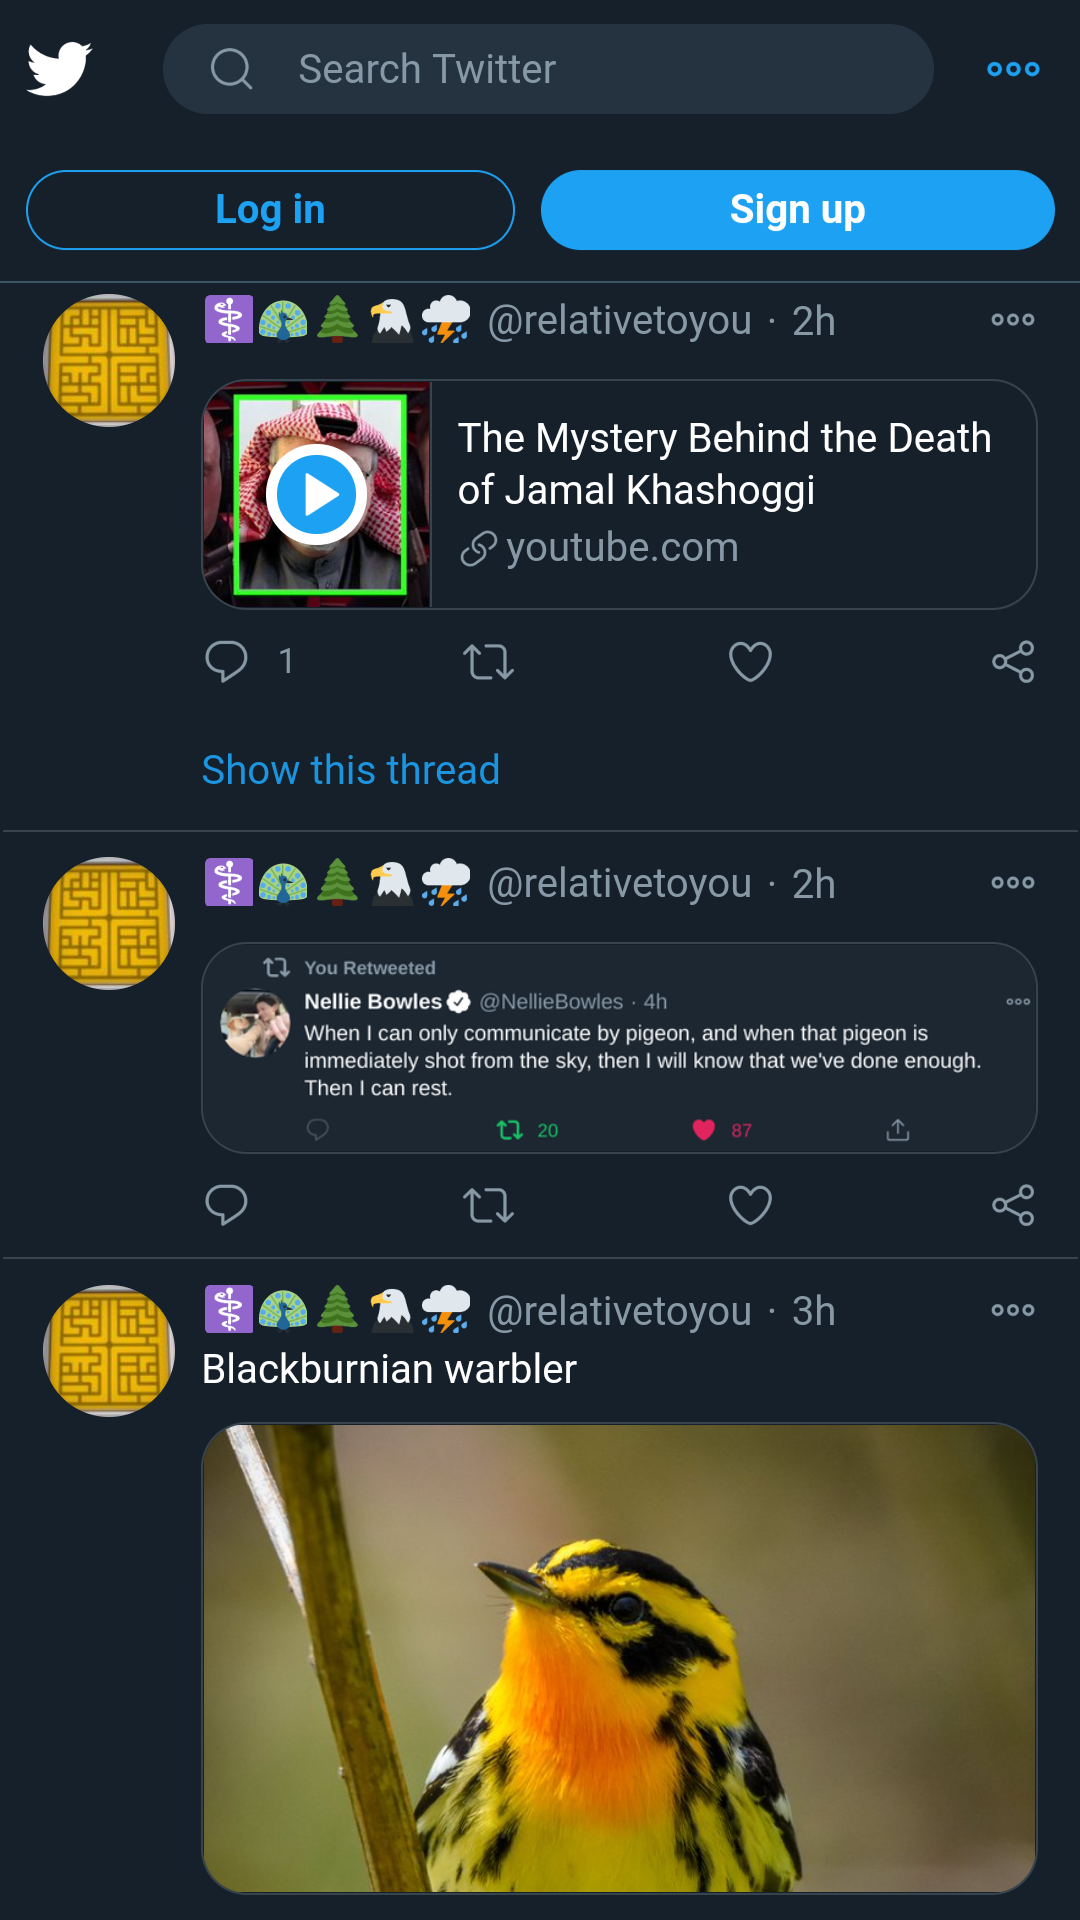 Search Twitter
Log in
Sign up
@relativetoyou · 2h
The Mystery Behind the Death
of Jamal Khashoggi
youtube.com
1
Show this thread
@relativetoyou · 2h
You Retweeted
Nellie Bowles @NellieBowles · 4h
When I can only communicate by pigeon, and when that pigeon is
immediately shot from the sky, then I will know that we've done enough.
Then I can rest.
20
87
@relativetoyou · 3h
Blackburnian warbler